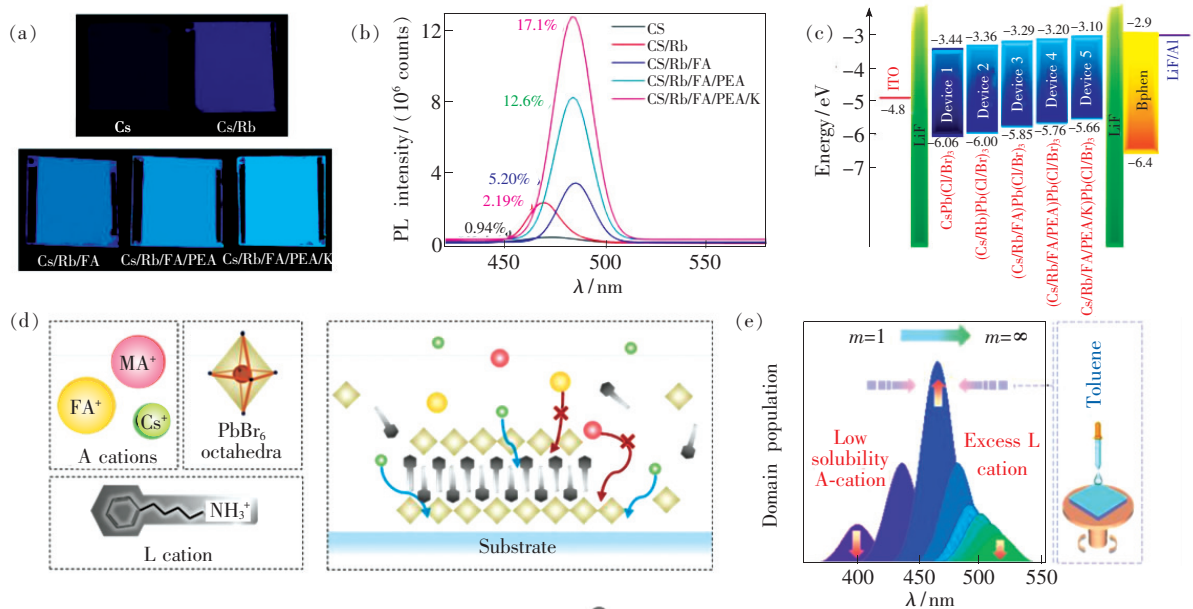 (a)
Cs
Cs/Rb
Cs/Rb/FA
Cs/Rb/FA/PEA
Cs/Rb/FA/PEA/K
(b)
PL intensity/(10⁶ counts)
12
8
4
0
17.1%
12.6%
5.20%
2.19%
0.94%
CS
CS/Rb
CS/Rb/FA
CS/Rb/FA/PEA
CS/Rb/FA/PEA/K
450
500
550
λ/nm
(c)
Energy/eV
−3
−4
−5
−6
−7
ITO
−4.8
LiF
−3.44
Device 1
−6.06
CsPb(Cl/Br)₃
−3.36
Device 2
−6.00
(Cs/Rb)Pb(Cl/Br)₃
−3.29
Device 3
−5.85
(Cs/Rb/FA)Pb(Cl/Br)₃
−3.20
Device 4
−5.76
(Cs/Rb/FA/PEA)Pb(Cl/Br)₃
−3.10
Device 5
−5.66
Cs/Rb/FA/PEA/K)Pb(Cl/Br)₃
LiF
−2.9
Bphen
−6.4
LiF/Al
(d)
MA⁺
FA⁺
Cs⁺
A cations
PbBr₆
octahedra
NH₃⁺
L cation
Substrate
(e)
Domain population
m=1
m=∞
Low
solubility
A-cation
Excess L
cation
400
450
500
550
λ/nm
Toluene